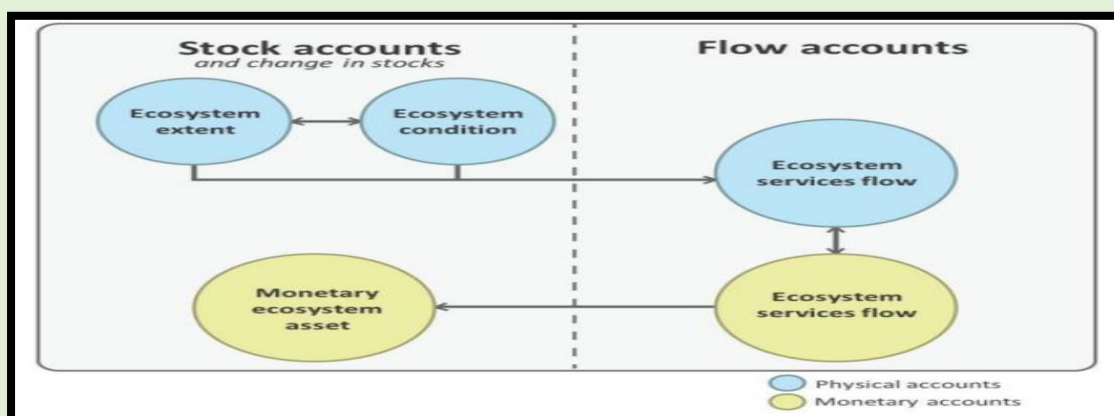 Stock accounts
and change in stocks
Flow accounts
Ecosystem
extent
Ecosystem
condition
Ecosystem
services flow
Monetary
ecosystem
asset
Ecosystem
services flow
Physical accounts
Monetary accounts